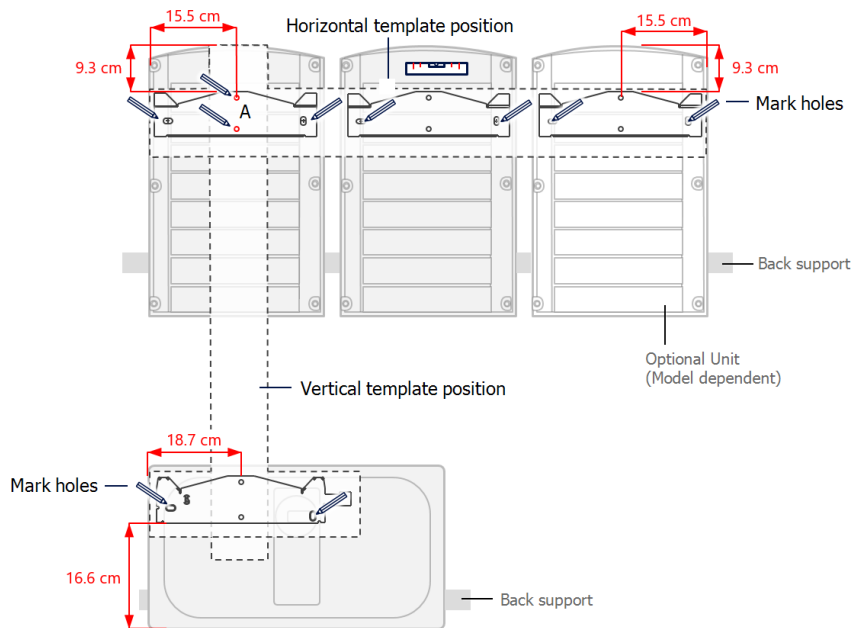 15.5 cm
Horizontal template position
15.5 cm
9.3 cm
9.3 cm
A
Mark holes
Back support
Optional Unit
(Model dependent)
Vertical template position
18.7 cm
Mark holes
16.6 cm
Back support